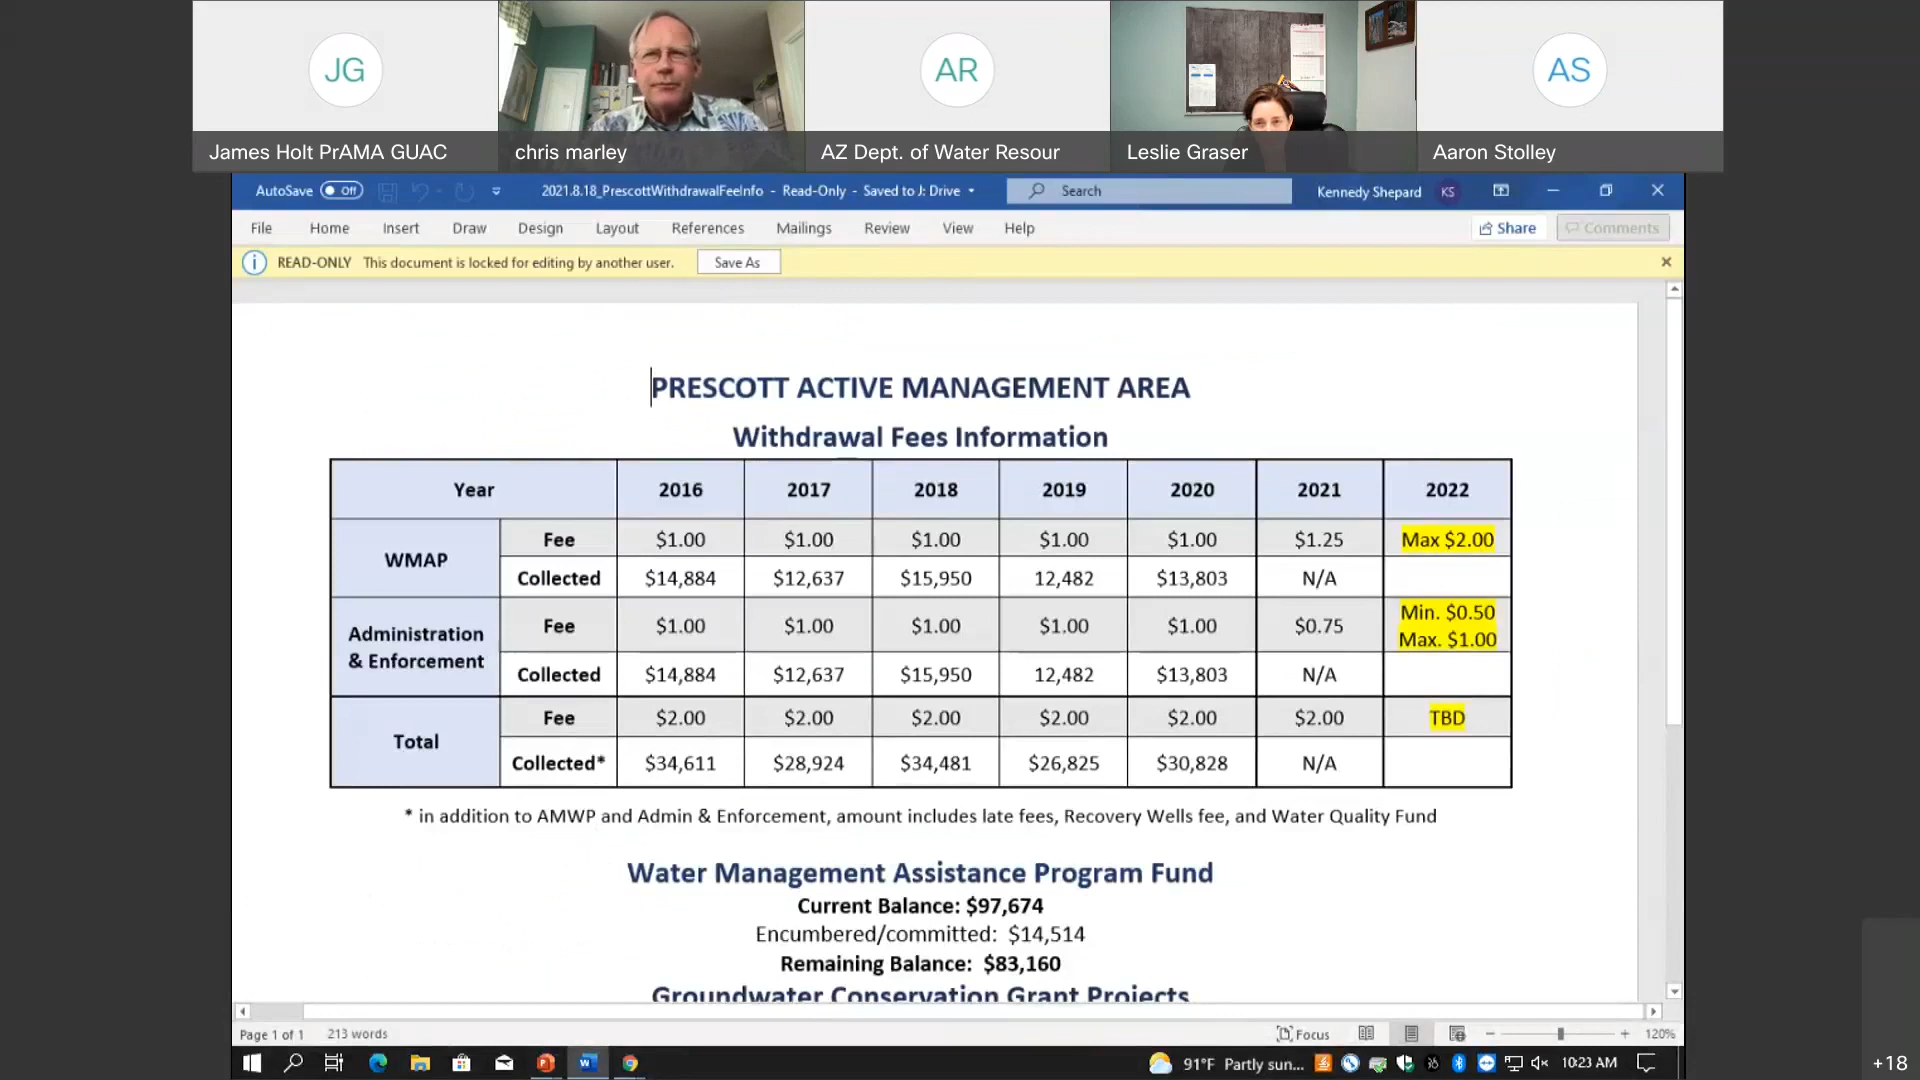 JG
AR
AS
James Holt PrAMA GUAC
chris marley
AZ Dept. of Water Resour
Leslie Graser
Aaron Stolley
AutoSave Off
2021.8.18_PrescottWithdrawalFeeInfo - Read-Only - Saved to J: Drive
Search
Kennedy Shepard KS
File Home Insert Draw Design Layout References Mailings Review View Help
Share Comments
READ-ONLY This document is locked for editing by another user. Save As
PRESCOTT ACTIVE MANAGEMENT AREA
Withdrawal Fees Information
Year 2016 2017 2018 2019 2020 2021 2022
WMAP
Fee $1.00 $1.00 $1.00 $1.00 $1.00 $1.25 Max $2.00
Collected $14,884 $12,637 $15,950 12,482 $13,803 N/A
Administration
& Enforcement
Fee $1.00 $1.00 $1.00 $1.00 $1.00 $0.75 Min. $0.50
Max. $1.00
Collected $14,884 $12,637 $15,950 12,482 $13,803 N/A
Total
Fee $2.00 $2.00 $2.00 $2.00 $2.00 $2.00 TBD
Collected* $34,611 $28,924 $34,481 $26,825 $30,828 N/A
* in addition to AMWP and Admin & Enforcement, amount includes late fees, Recovery Wells fee, and Water Quality Fund
Water Management Assistance Program Fund
Current Balance: $97,674
Encumbered/committed: $14,514
Remaining Balance: $83,160
Groundwater Conservation Grant Projects
Page 1 of 1 213 words
Focus
120%
91°F Partly sun...
10:23 AM
+18